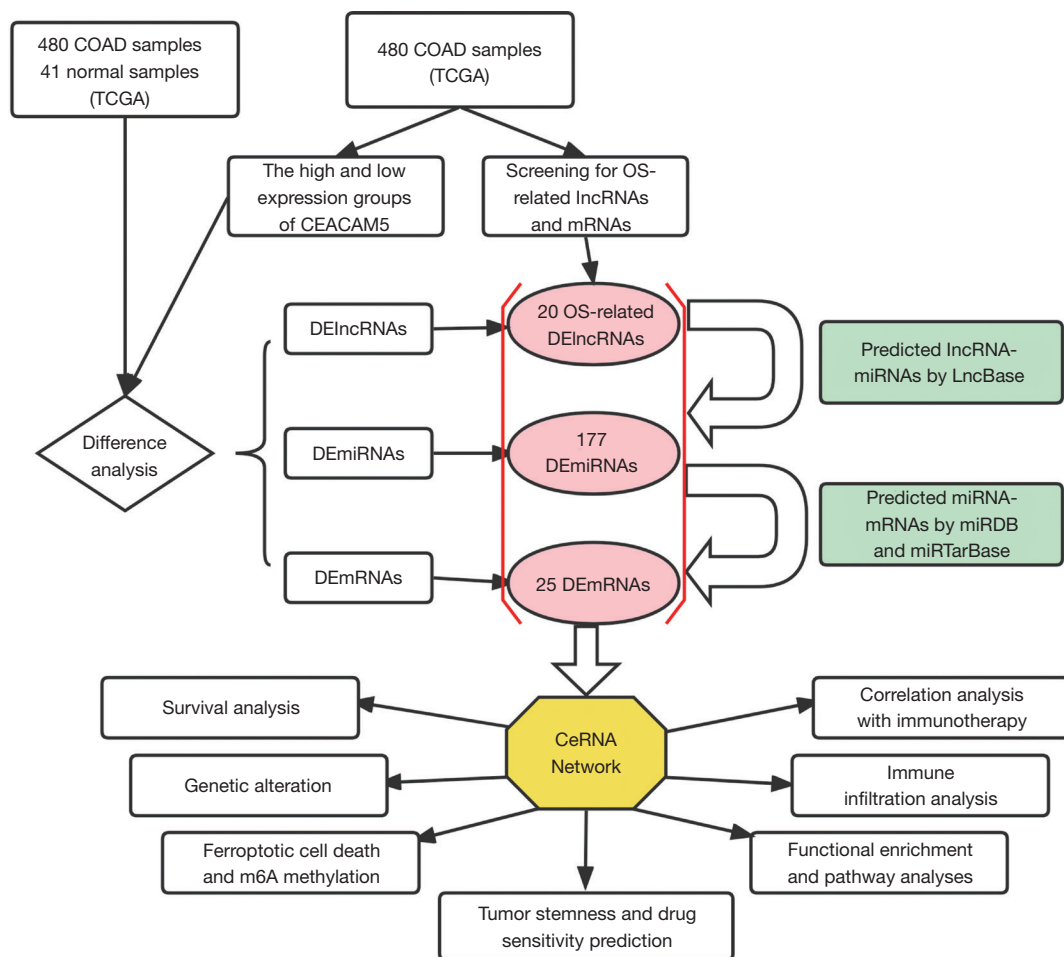 480 COAD samples
41 normal samples
(TCGA)
480 COAD samples
(TCGA)
The high and low
expression groups
of CEACAM5
Screening for OS-
related lncRNAs
and mRNAs
DElncRNAs
20 OS-related
DElncRNAs
Predicted lncRNA-
miRNAs by LncBase
Difference
analysis
DEmiRNAs
177
DEmiRNAs
Predicted miRNA-
mRNAs by miRDB
and miRTarBase
DEmRNAs
25 DEmRNAs
Survival analysis
CeRNA
Network
Correlation analysis
with immunotherapy
Genetic alteration
Immune
infiltration analysis
Ferroptotic cell death
and m6A methylation
Functional enrichment
and pathway analyses
Tumor stemness and drug
sensitivity prediction